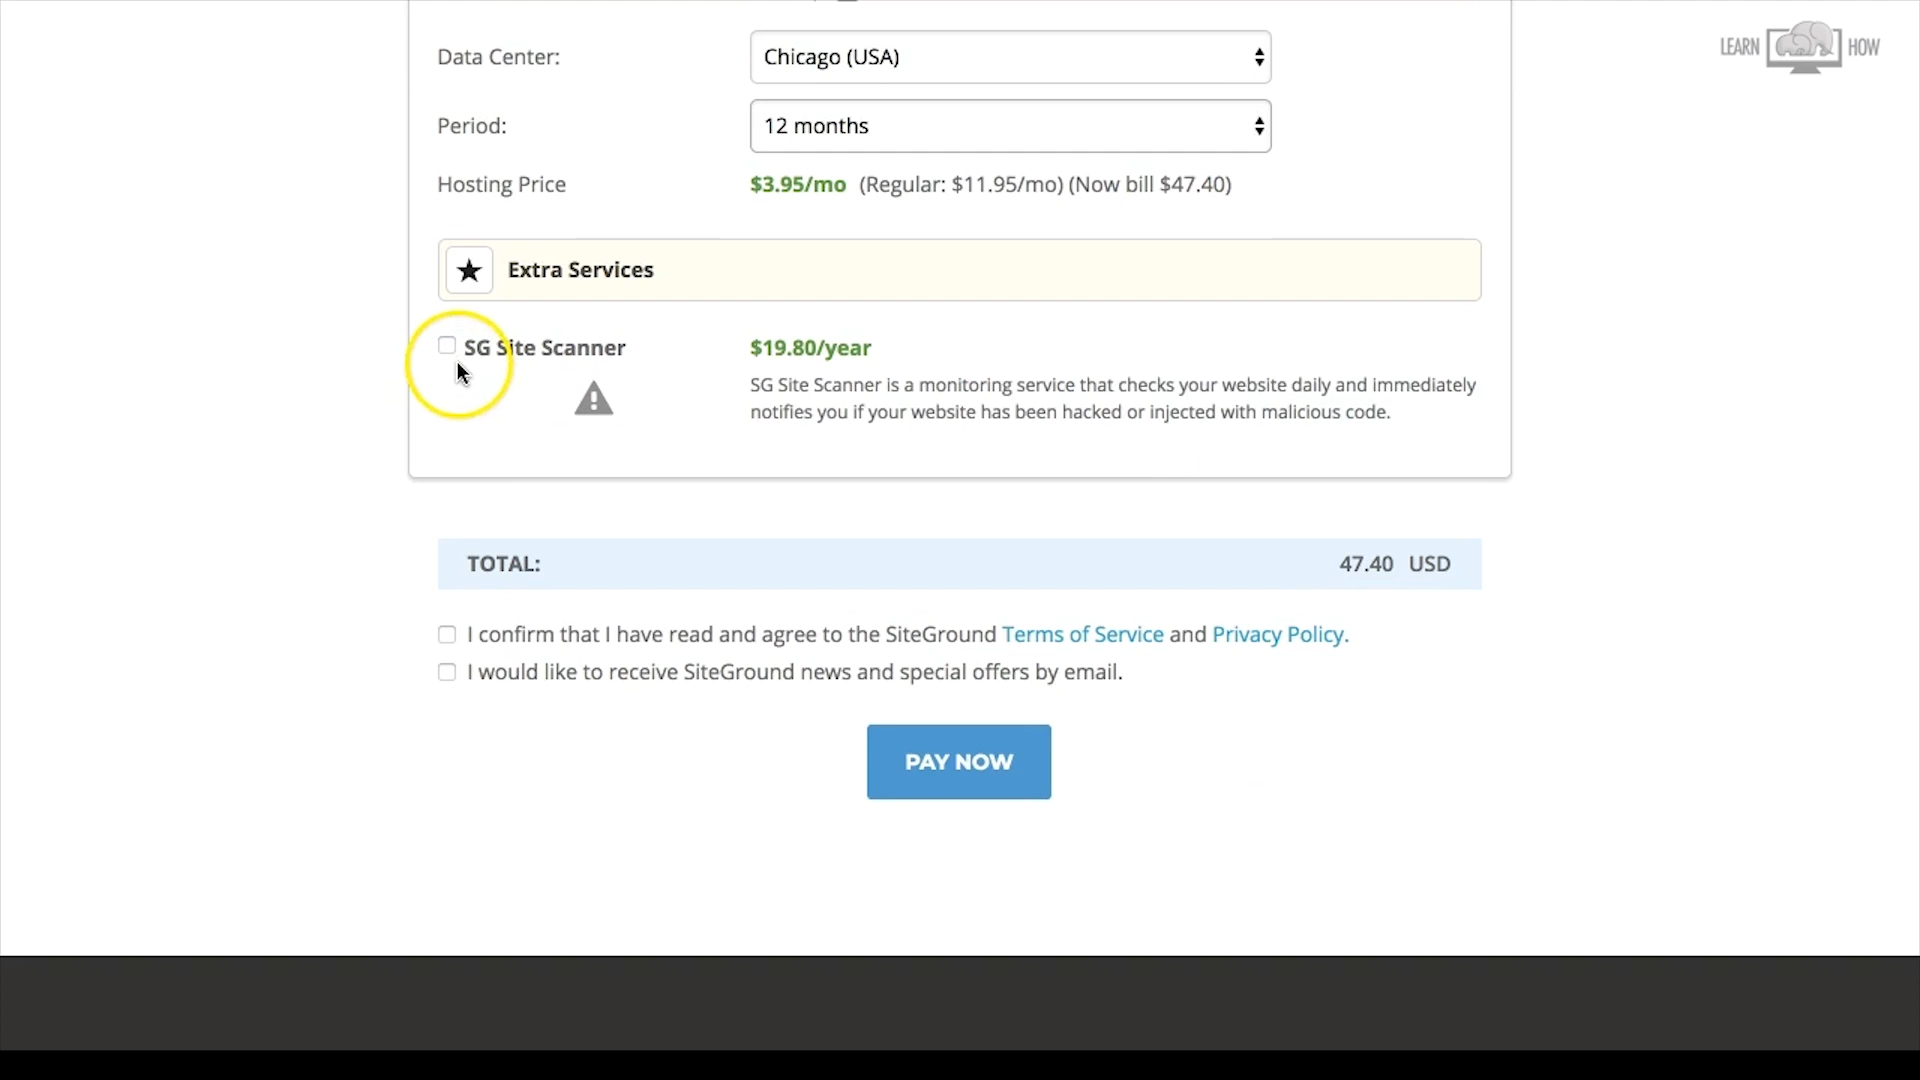 LEARN HOW
Data Center: Chicago (USA)
Period: 12 months
Hosting Price $3.95/mo (Regular: $11.95/mo) (Now bill $47.40)
Extra Services
SG Site Scanner $19.80/year
SG Site Scanner is a monitoring service that checks your website daily and immediately
notifies you if your website has been hacked or injected with malicious code.
TOTAL: 47.40 USD
I confirm that I have read and agree to the SiteGround Terms of Service and Privacy Policy.
I would like to receive SiteGround news and special offers by email.
PAY NOW